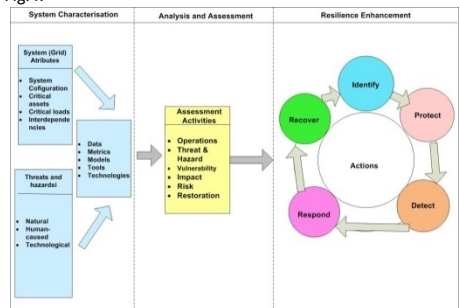 System Characterisation
Analysis and Assessment
Resilience Enhancement
System (Grid)
Atributes
• System
Cofiguration
• Critical
assets
• Critical loads
• Interdepende
ncies
Threats and
hazardsi
• Natural
• Human-
caused
• Technological
• Data
• Metrics
• Models
• Tools
• Technologies
Assessment
Activities
• Operations
• Threat &
Hazard
• Vulnerability
• Impact
• Risk
• Restoration
Identify
Protect
Detect
Respond
Recover
Actions